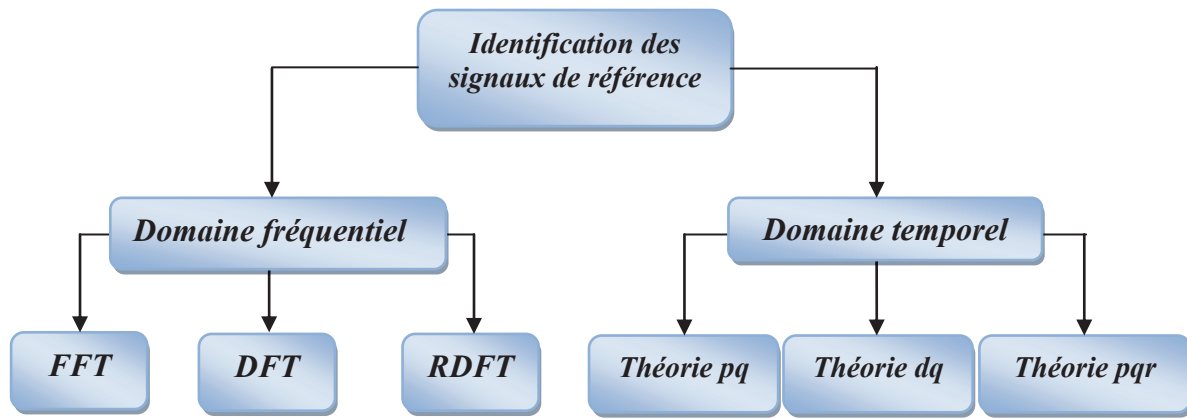 Identification des
signaux de référence
Domaine fréquentiel
Domaine temporel
FFT
DFT
RDFT
Théorie pq
Théorie dq
Théorie pqr